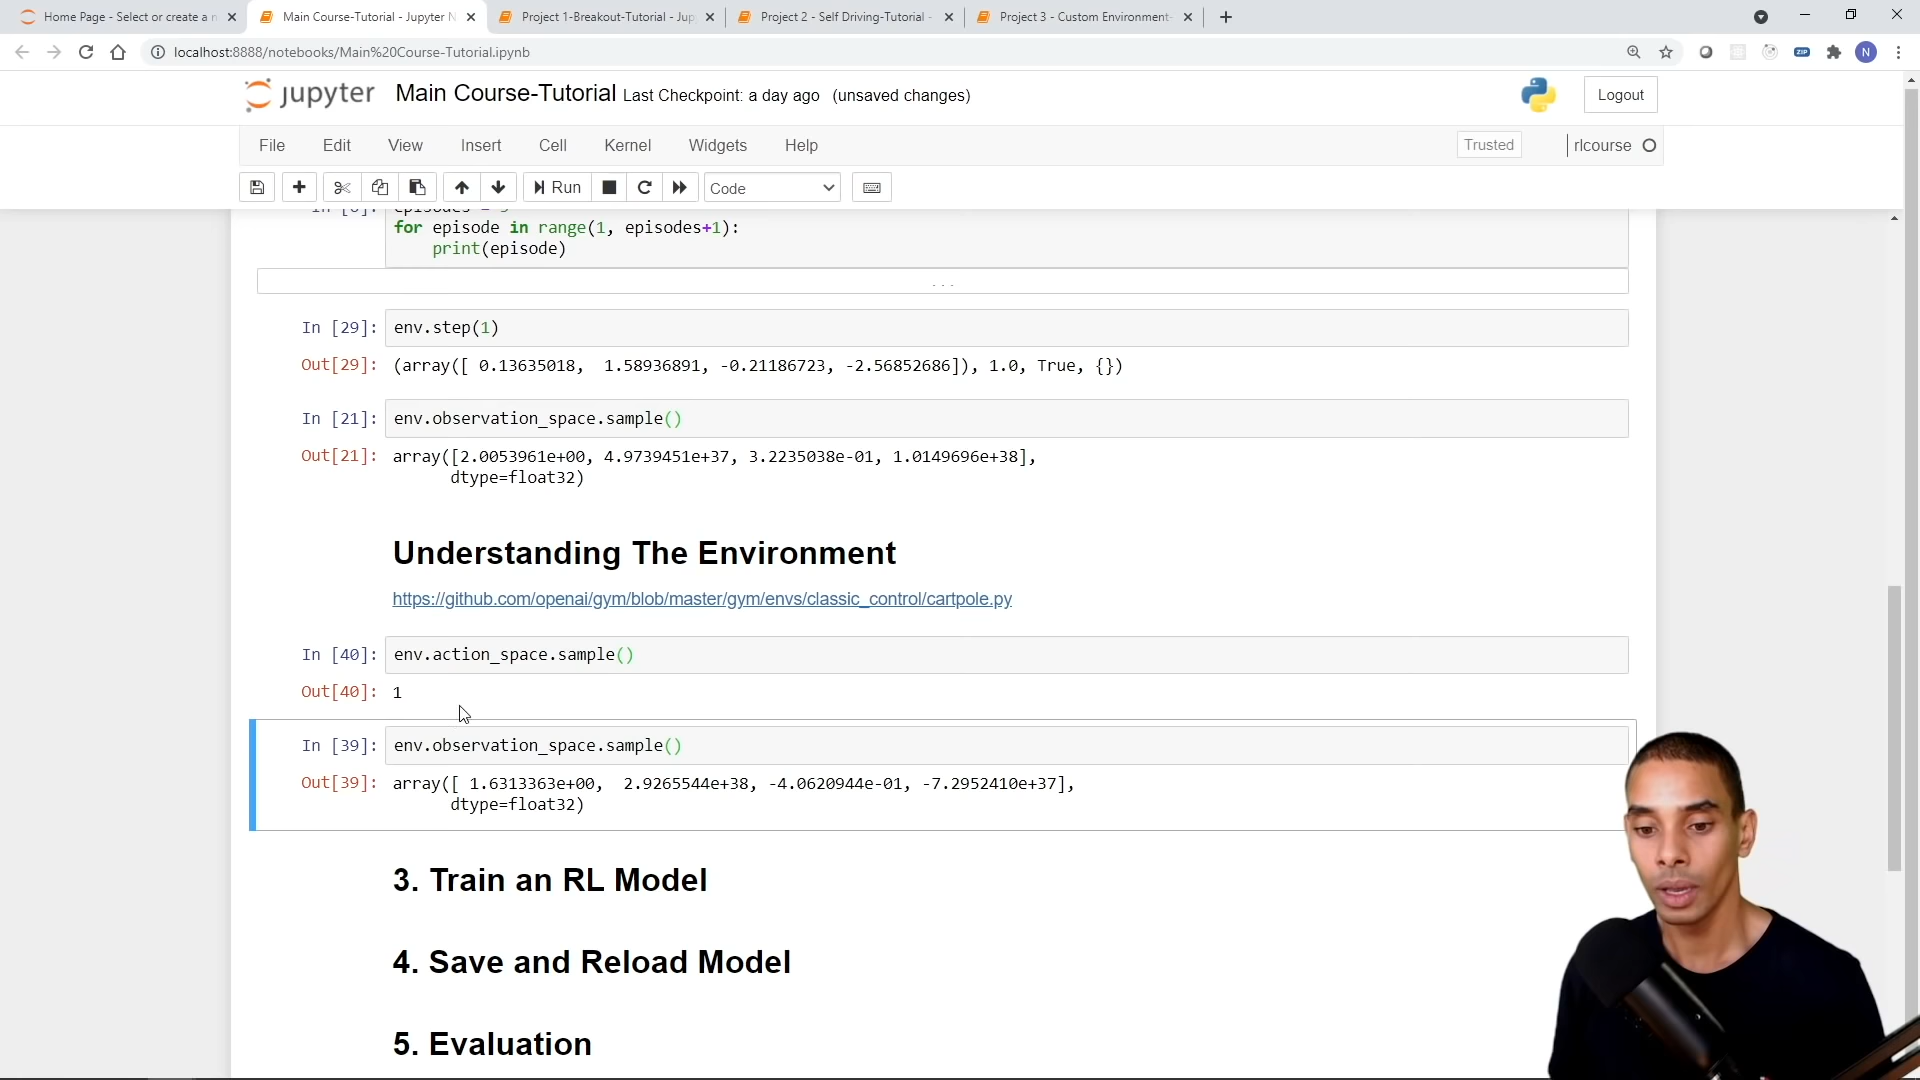 Home Page - Select or create a n
Main Course-Tutorial - Jupyter N
Project 1-Breakout-Tutorial - Jup
Project 2 - Self Driving-Tutorial -
Project 3 - Custom Environment-
localhost:8888/notebooks/Main%20Course-Tutorial.ipynb
ZIP
N
jupyter Main Course-Tutorial Last Checkpoint: a day ago (unsaved changes)
Logout
File Edit View Insert Cell Kernel Widgets Help
Trusted
rlcourse
Run
Code
for episode in range(1, episodes+1):
print(episode)
...
In [29]: env.step(1)
Out[29]: (array([ 0.13635018,  1.58936891, -0.21186723, -2.56852686]), 1.0, True, {})
In [21]: env.observation_space.sample()
Out[21]: array([2.0053961e+00, 4.9739451e+37, 3.2235038e-01, 1.0149696e+38],
dtype=float32)
Understanding The Environment
https://github.com/openai/gym/blob/master/gym/envs/classic_control/cartpole.py
In [40]: env.action_space.sample()
Out[40]: 1
In [39]: env.observation_space.sample()
Out[39]: array([ 1.6313363e+00,  2.9265544e+38, -4.0620944e-01, -7.2952410e+37],
dtype=float32)
3. Train an RL Model
4. Save and Reload Model
5. Evaluation